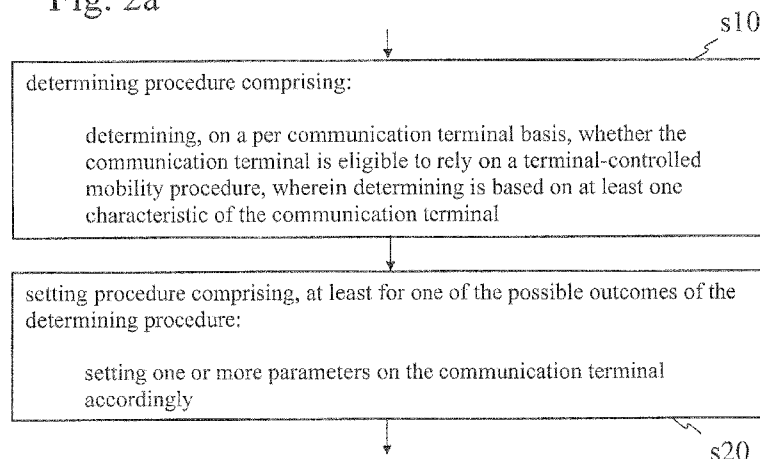 Fig. 2a
s10
determining procedure comprising:
determining, on a per communication terminal basis, whether the
communication terminal is eligible to rely on a terminal-controlled
mobility procedure, wherein determining is based on at least one
characteristic of the communication terminal
setting procedure comprising, at least for one of the possible outcomes of the
determining procedure:
setting one or more parameters on the communication terminal
accordingly
s20